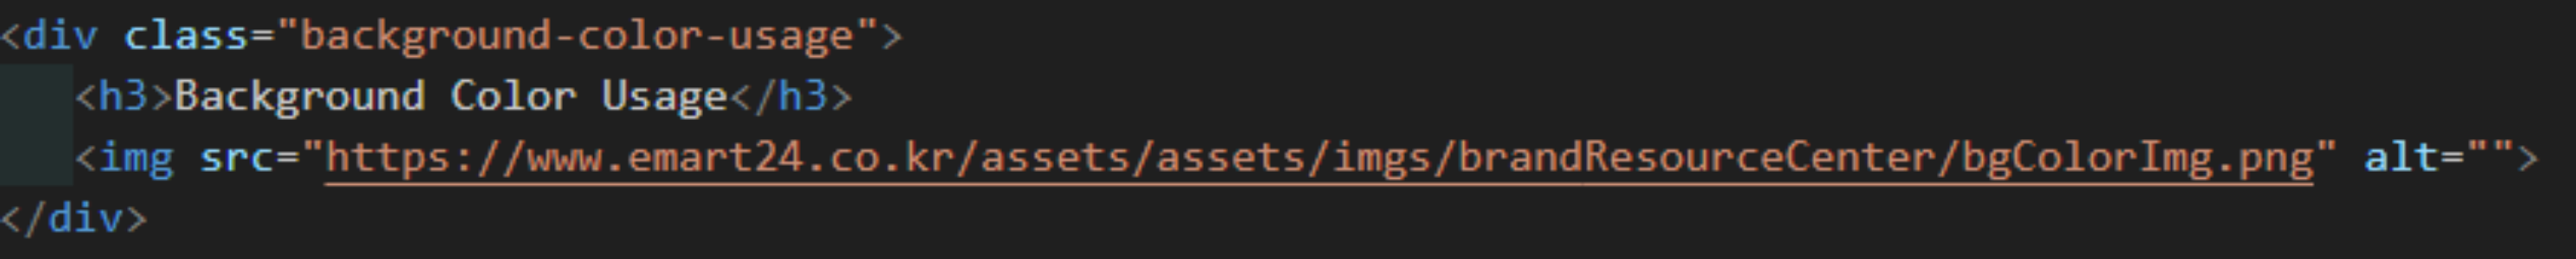 <div class="background-color-usage">
<h3>Background Color Usage</h3>
<img src="https://www.emart24.co.kr/assets/assets/imgs/brandResourceCenter/bgColorImg.png" alt="">
</div>